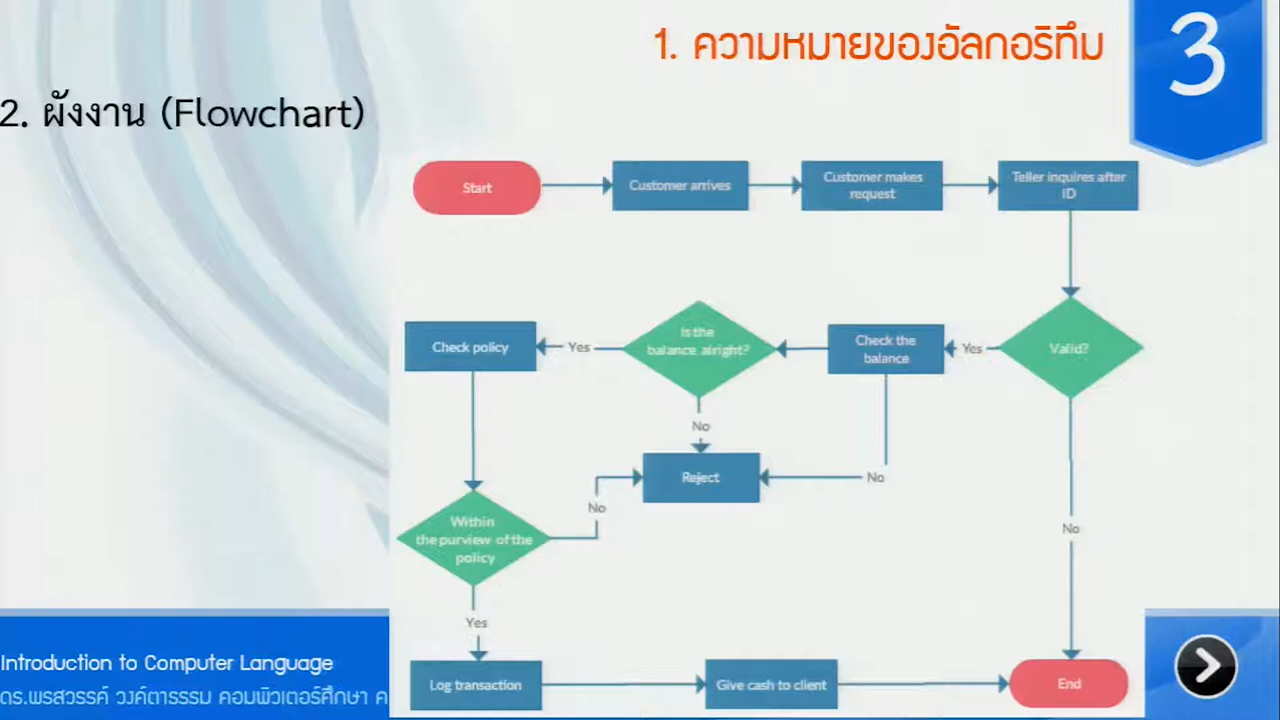 1. ความหมายของอัลกอริทึม
3
2. ผังงาน (Flowchart)
Start
Customer arrives
Customer makes
request
Teller inquires after
ID
Valid?
Yes
Check the
balance
Is the
balance alright?
Yes
Check policy
No
Reject
No
No
Within
the purview of the
policy
No
Yes
Log transaction
Give cash to client
End
Introduction to Computer Language
ดร.พรสวรรค์ วงค์ตาธรรม คอมพิวเตอร์ศึกษา ค